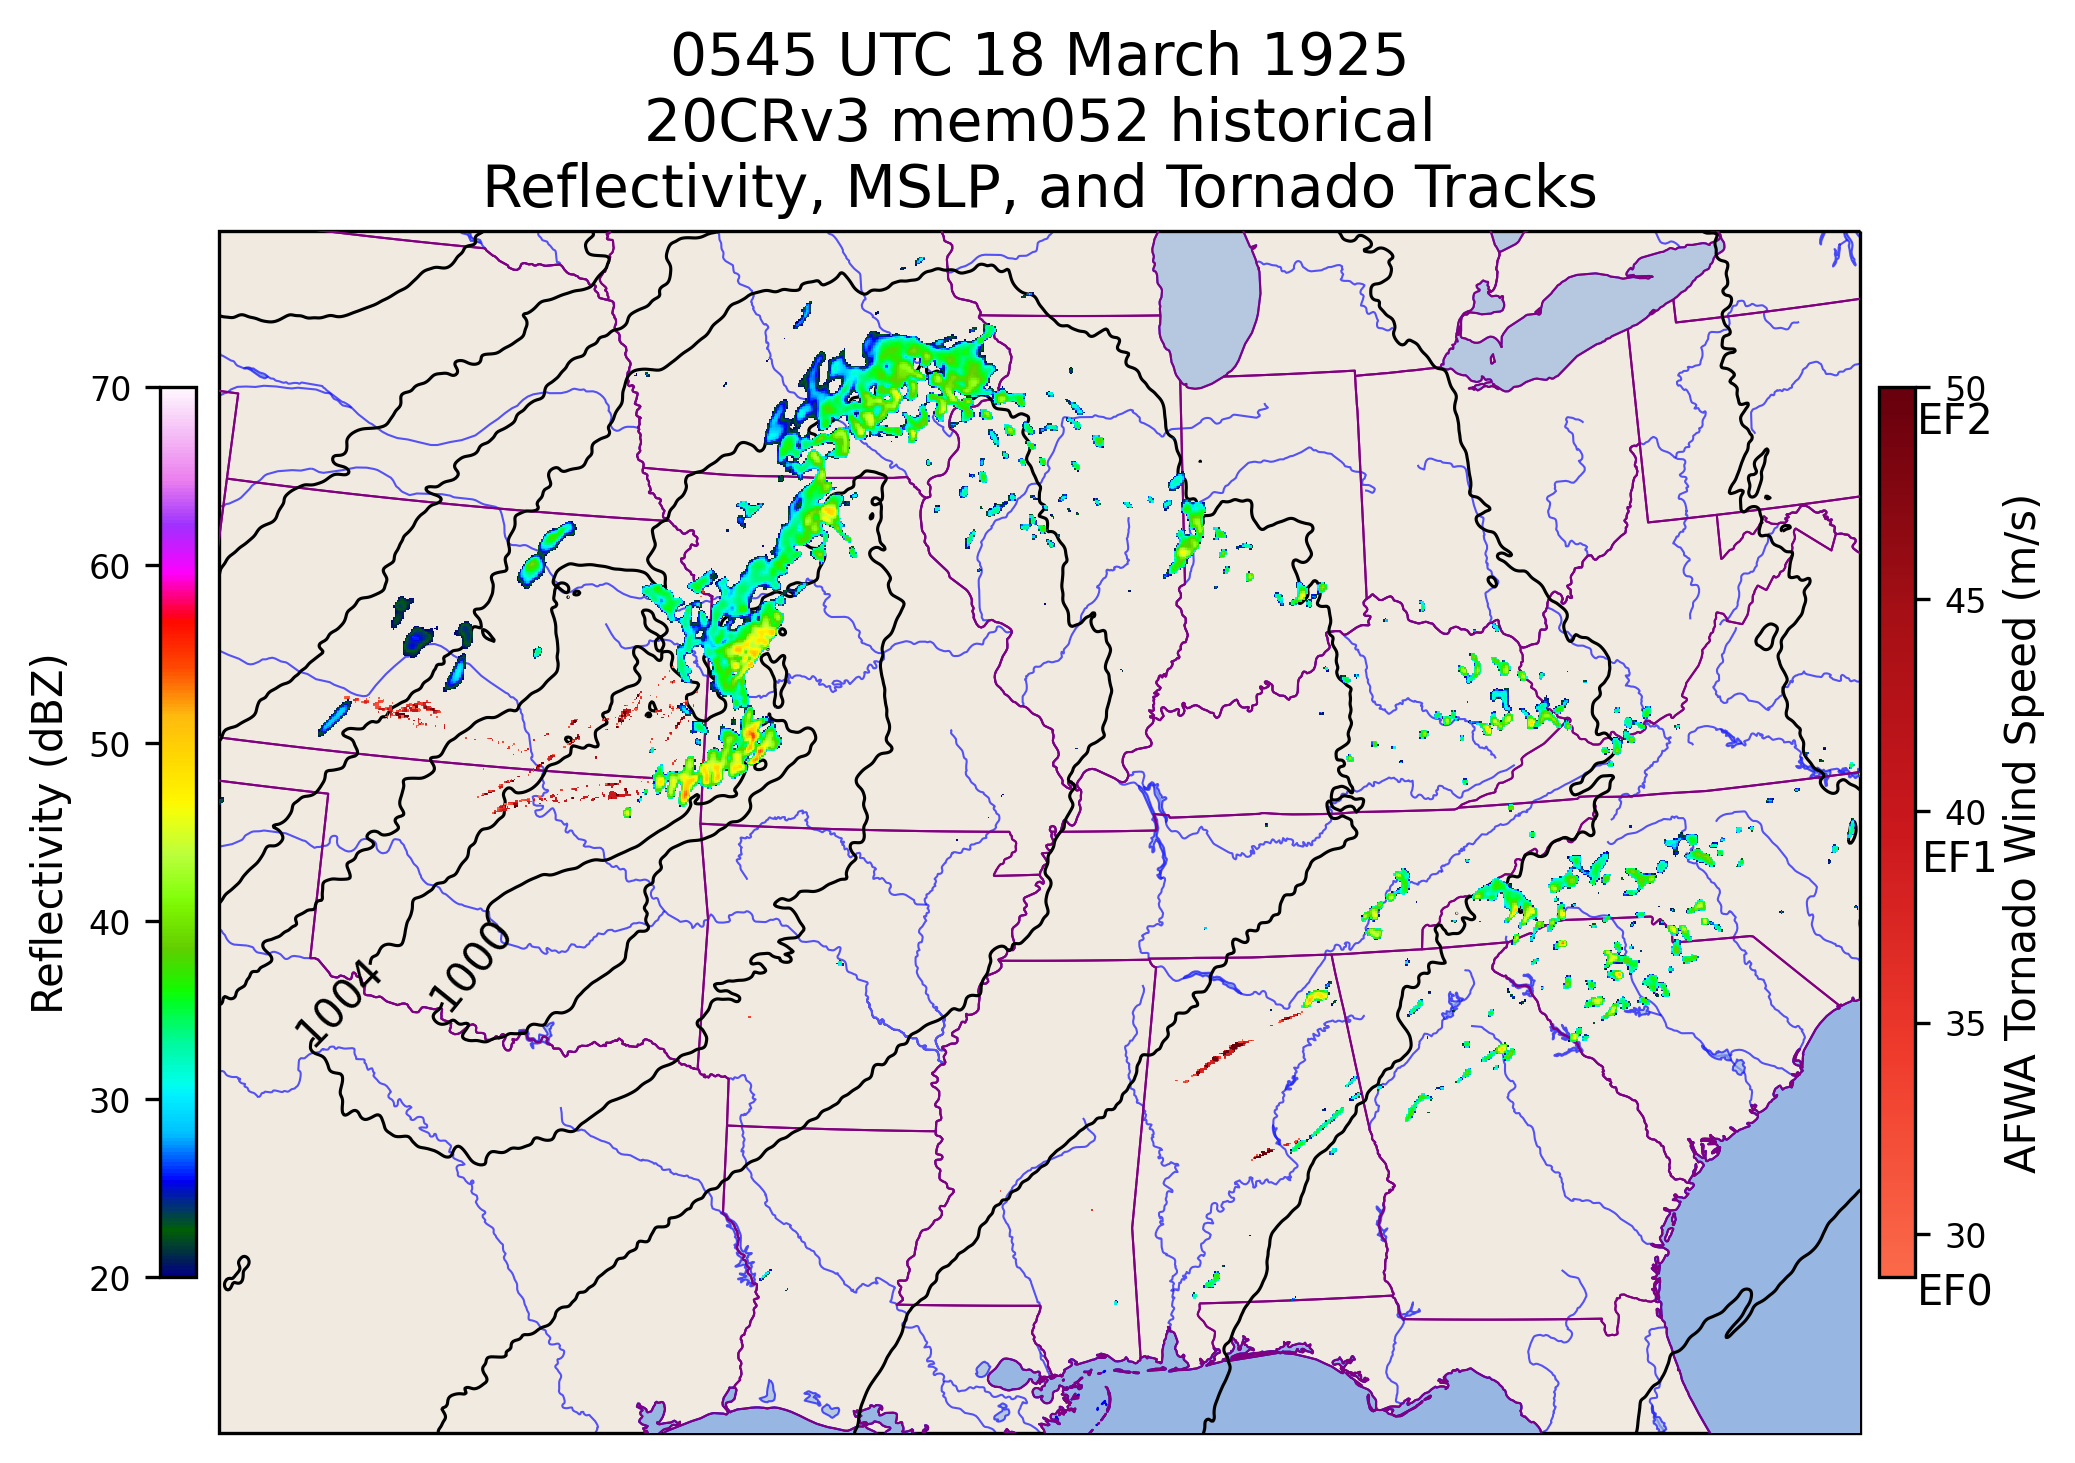 0545 UTC 18 March 1925
20CRv3 mem052 historical
Reflectivity, MSLP, and Tornado Tracks
70
60
50
40
30
20
Reflectivity (dBZ)
1004
1000
50
EF2
45
40
EF1
35
30
EF0
AFWA Tornado Wind Speed (m/s)